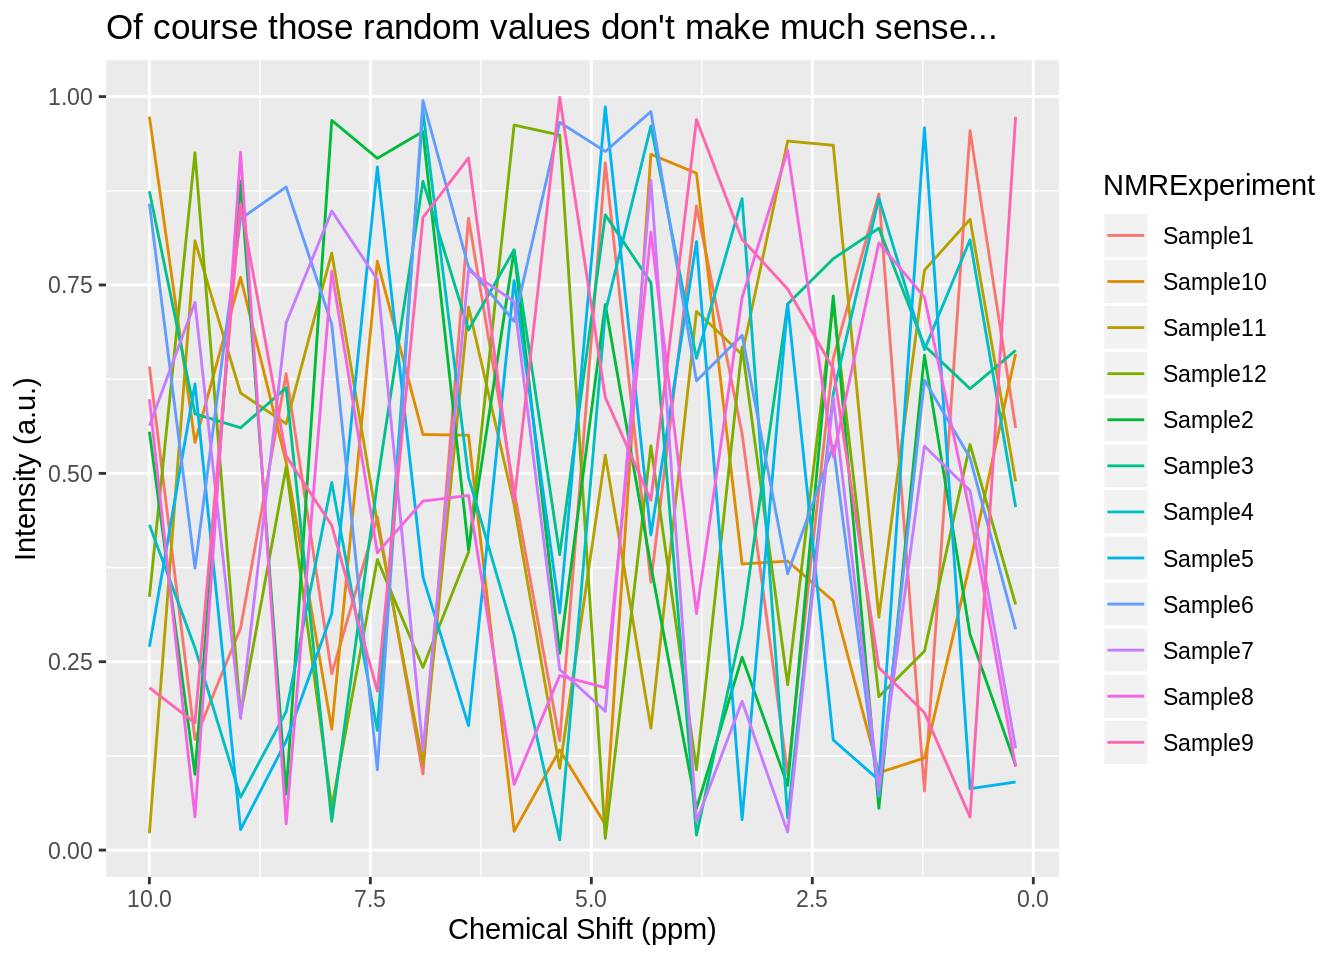 Of course those random values don't make much sense...
1.00
0.75
0.50
0.25
0.00
Intensity (a.u.)
10.0 7.5 5.0 2.5 0.0
Chemical Shift (ppm)
NMRExperiment
Sample1
Sample10
Sample11
Sample12
Sample2
Sample3
Sample4
Sample5
Sample6
Sample7
Sample8
Sample9